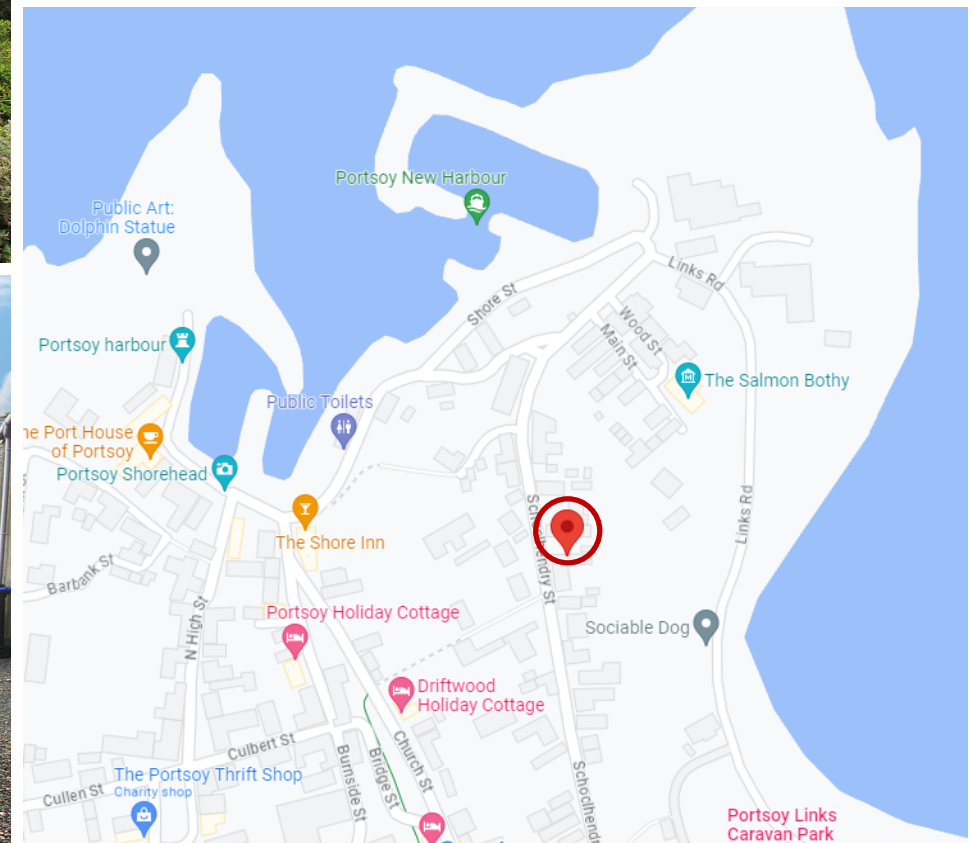 Portsoy New Harbour
Public Art:
Dolphin Statue
Links Rd
Shore St
Wood St
Main St
Portsoy harbour
The Salmon Bothy
Public Toilets
he Port House
of Portsoy
Portsoy Shorehead
Schoolhendry St
Links Rd
The Shore Inn
Barbank St
N High St
Portsoy Holiday Cottage
Sociable Dog
Driftwood
Holiday Cottage
Culbert St
Church St
Bridge St
Burnside St
The Portsoy Thrift Shop
Charity shop
Cullen St
Schoolhendr
Portsoy Links
Caravan Park